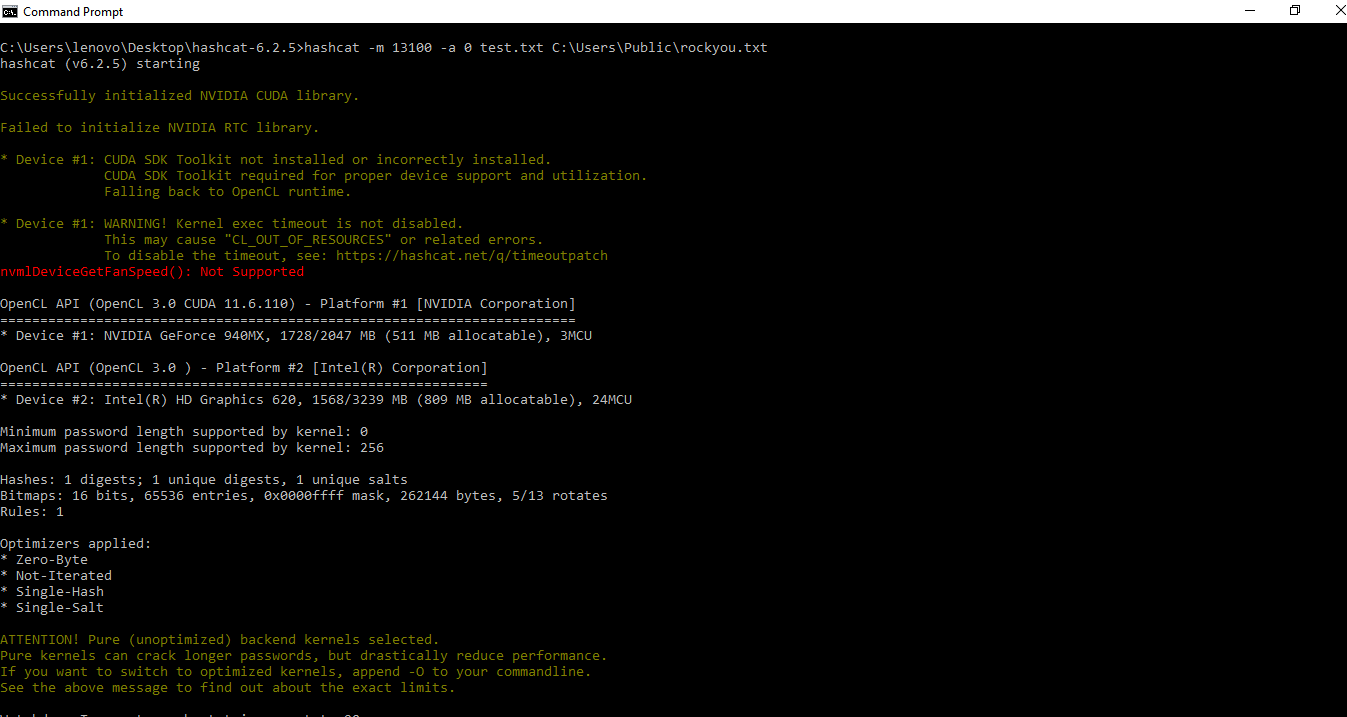 Command Prompt
C:\Users\lenovo\Desktop\hashcat-6.2.5>hashcat -m 13100 -a 0 test.txt C:\Users\Public\rockyou.txt
hashcat (v6.2.5) starting
Successfully initialized NVIDIA CUDA library.
Failed to initialize NVIDIA RTC library.
* Device #1: CUDA SDK Toolkit not installed or incorrectly installed.
CUDA SDK Toolkit required for proper device support and utilization.
Falling back to OpenCL runtime.
* Device #1: WARNING! Kernel exec timeout is not disabled.
This may cause "CL_OUT_OF_RESOURCES" or related errors.
To disable the timeout, see: https://hashcat.net/q/timeoutpatch
nvmlDeviceGetFanSpeed(): Not Supported
OpenCL API (OpenCL 3.0 CUDA 11.6.110) - Platform #1 [NVIDIA Corporation]
========================================================================
* Device #1: NVIDIA GeForce 940MX, 1728/2047 MB (511 MB allocatable), 3MCU
OpenCL API (OpenCL 3.0 ) - Platform #2 [Intel(R) Corporation]
=============================================================
* Device #2: Intel(R) HD Graphics 620, 1568/3239 MB (809 MB allocatable), 24MCU
Minimum password length supported by kernel: 0
Maximum password length supported by kernel: 256
Hashes: 1 digests; 1 unique digests, 1 unique salts
Bitmaps: 16 bits, 65536 entries, 0x0000ffff mask, 262144 bytes, 5/13 rotates
Rules: 1
Optimizers applied:
* Zero-Byte
* Not-Iterated
* Single-Hash
* Single-Salt
ATTENTION! Pure (unoptimized) backend kernels selected.
Pure kernels can crack longer passwords, but drastically reduce performance.
If you want to switch to optimized kernels, append -O to your commandline.
See the above message to find out about the exact limits.